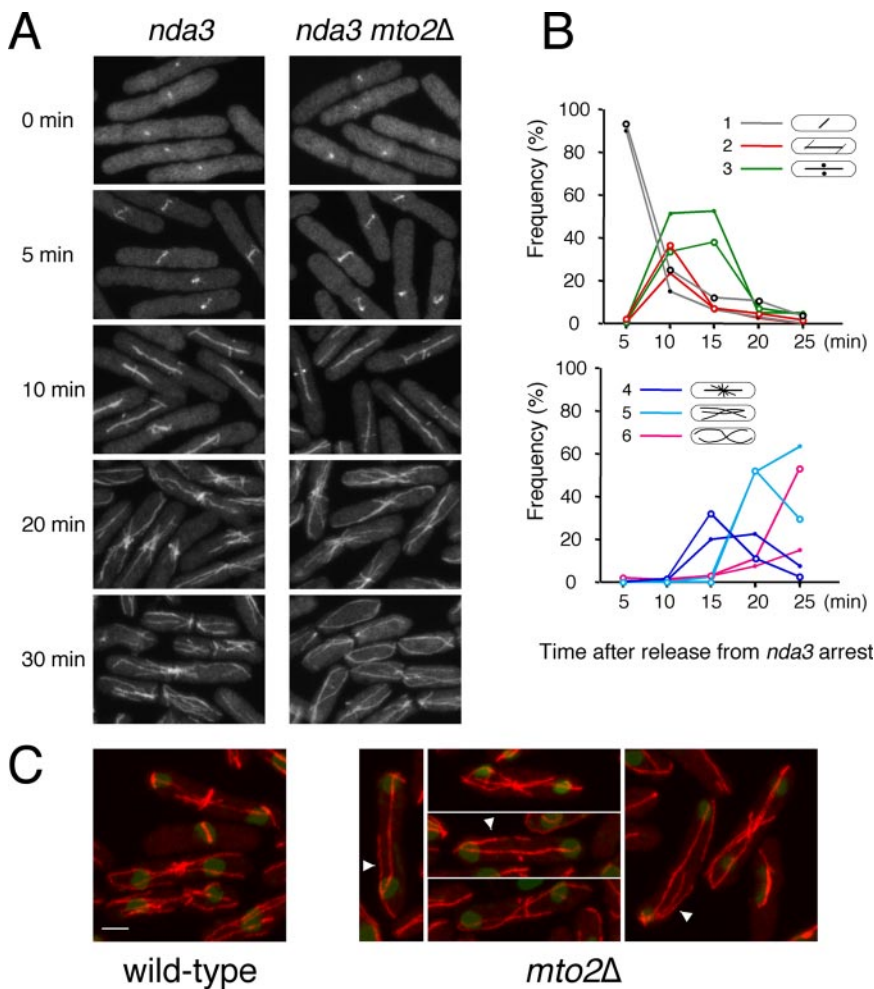 A
nda3
nda3 mto2Δ
0 min
5 min
10 min
20 min
30 min
B
Frequency (%)
100
80
60
40
20
0
5 10 15 20 25 (min)
1
2
3
Frequency (%)
100
80
60
40
20
0
5 10 15 20 25 (min)
4
5
6
Time after release from nda3 arrest
C
wild-type
mto2Δ